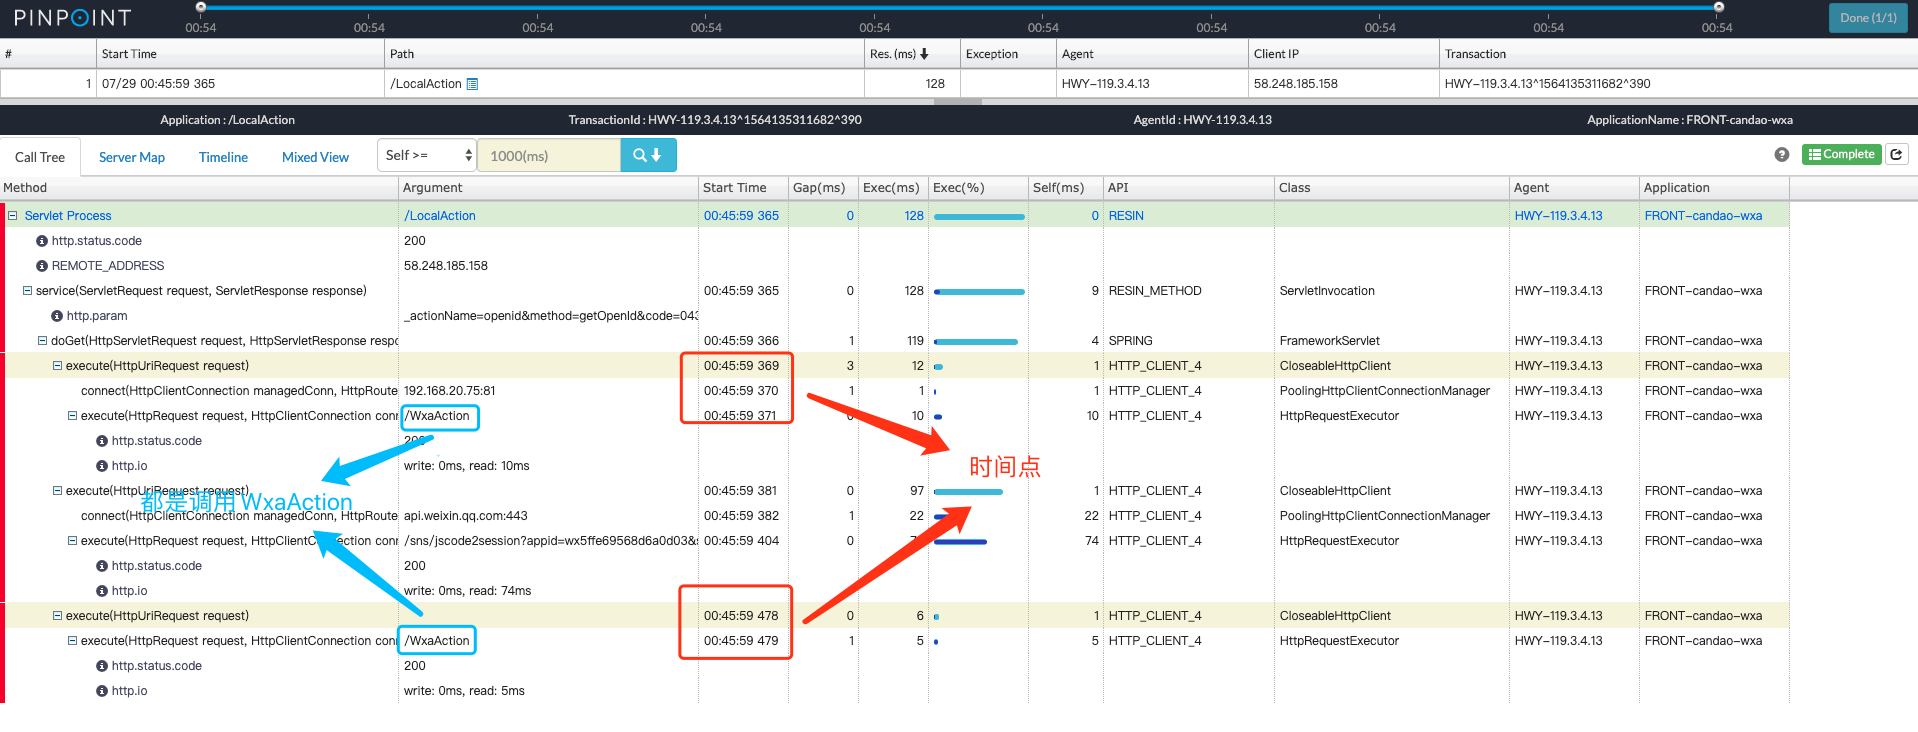 PINPOINT
00:54 00:54 00:54 00:54 00:54 00:54 00:54 00:54 00:54 00:54
Done (1/1)
# Start Time Path Res. (ms) Exception Agent Client IP Transaction
1 07/29 00:45:59 365 /LocalAction 128 HWY-119.3.4.13 58.248.185.158 HWY-119.3.4.13^1564135311682^390
Application : /LocalAction TransactionId : HWY-119.3.4.13^1564135311682^390 AgentId : HWY-119.3.4.13 ApplicationName : FRONT-candao-wxa
Call Tree Server Map Timeline Mixed View Self >= 1000(ms) Complete
Method Argument Start Time Gap(ms) Exec(ms) Exec(%) Self(ms) API Class Agent Application
Servlet Process /LocalAction 00:45:59 365 0 128 0 RESIN HWY-119.3.4.13 FRONT-candao-wxa
http.status.code 200
REMOTE_ADDRESS 58.248.185.158
service(ServletRequest request, ServletResponse response) 00:45:59 365 0 128 9 RESIN_METHOD ServletInvocation HWY-119.3.4.13 FRONT-candao-wxa
http.param _actionName=openid&method=getOpenId&code=043
doGet(HttpServletRequest request, HttpServletResponse respo 00:45:59 366 1 119 4 SPRING FrameworkServlet HWY-119.3.4.13 FRONT-candao-wxa
execute(HttpUriRequest request) 00:45:59 369 3 12 1 HTTP_CLIENT_4 CloseableHttpClient HWY-119.3.4.13 FRONT-candao-wxa
connect(HttpClientConnection managedConn, HttpRoute 192.168.20.75:81 00:45:59 370 1 1 1 HTTP_CLIENT_4 PoolingHttpClientConnectionManager HWY-119.3.4.13 FRONT-candao-wxa
execute(HttpRequest request, HttpClientConnection conn /WxaAction 00:45:59 371 0 10 10 HTTP_CLIENT_4 HttpRequestExecutor HWY-119.3.4.13 FRONT-candao-wxa
http.status.code 200
http.io write: 0ms, read: 10ms
时间点
execute(HttpUriRequest request) 00:45:59 381 0 97 1 HTTP_CLIENT_4 CloseableHttpClient HWY-119.3.4.13 FRONT-candao-wxa
都是调用 WxaAction
connect(HttpClientConnection managedConn, HttpRoute api.weixin.qq.com:443 00:45:59 382 1 22 22 HTTP_CLIENT_4 PoolingHttpClientConnectionManager HWY-119.3.4.13 FRONT-candao-wxa
execute(HttpRequest request, HttpClientConnection conn /sns/jscode2session?appid=wx5ffe69568d6a0d03&s 00:45:59 404 0 74 HTTP_CLIENT_4 HttpRequestExecutor HWY-119.3.4.13 FRONT-candao-wxa
http.status.code 200
http.io write: 0ms, read: 74ms
execute(HttpUriRequest request) 00:45:59 478 0 6 1 HTTP_CLIENT_4 CloseableHttpClient HWY-119.3.4.13 FRONT-candao-wxa
execute(HttpRequest request, HttpClientConnection conn /WxaAction 00:45:59 479 1 5 5 HTTP_CLIENT_4 HttpRequestExecutor HWY-119.3.4.13 FRONT-candao-wxa
http.status.code 200
http.io write: 0ms, read: 5ms